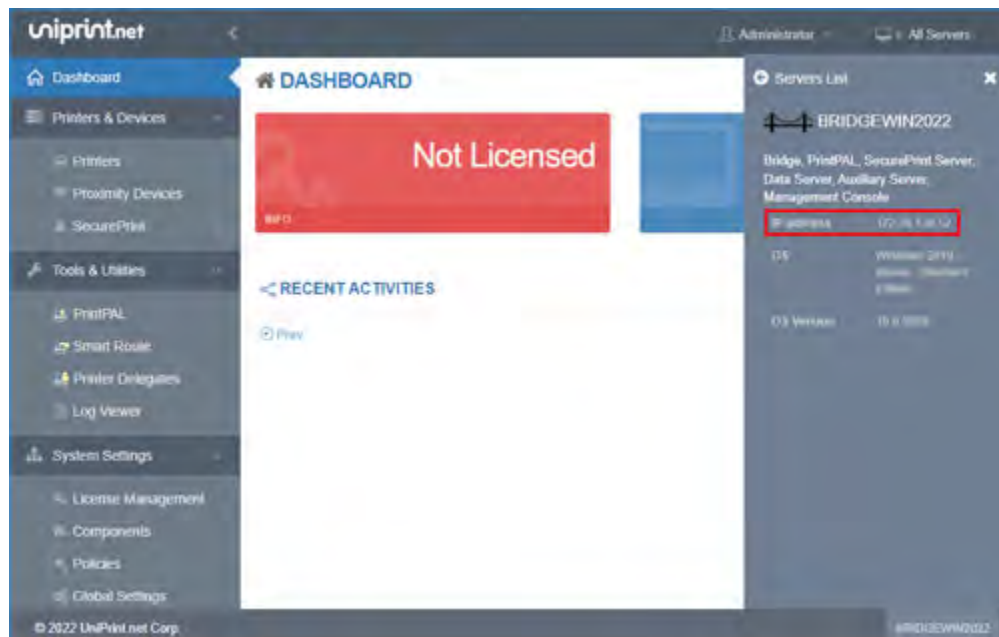 uniprint.net
Administrator
All Servers
Dashboard
Printers & Devices
Printers
Proximity Devices
SecurePrint
Tools & Utilities
PrintPAL
Smart Route
Printer Delegates
Log Viewer
System Settings
License Management
Components
Policies
Global Settings
DASHBOARD
Not Licensed
INFO
RECENT ACTIVITIES
Prev
Servers List
BRIDGEWIN2022
Bridge, PrintPAL, SecurePrint Server,
Data Server, Auxiliary Server,
Management Console
IP address
OS
OS Version
© 2022 UniPrint.net Corp.
BRIDGEWIN2022